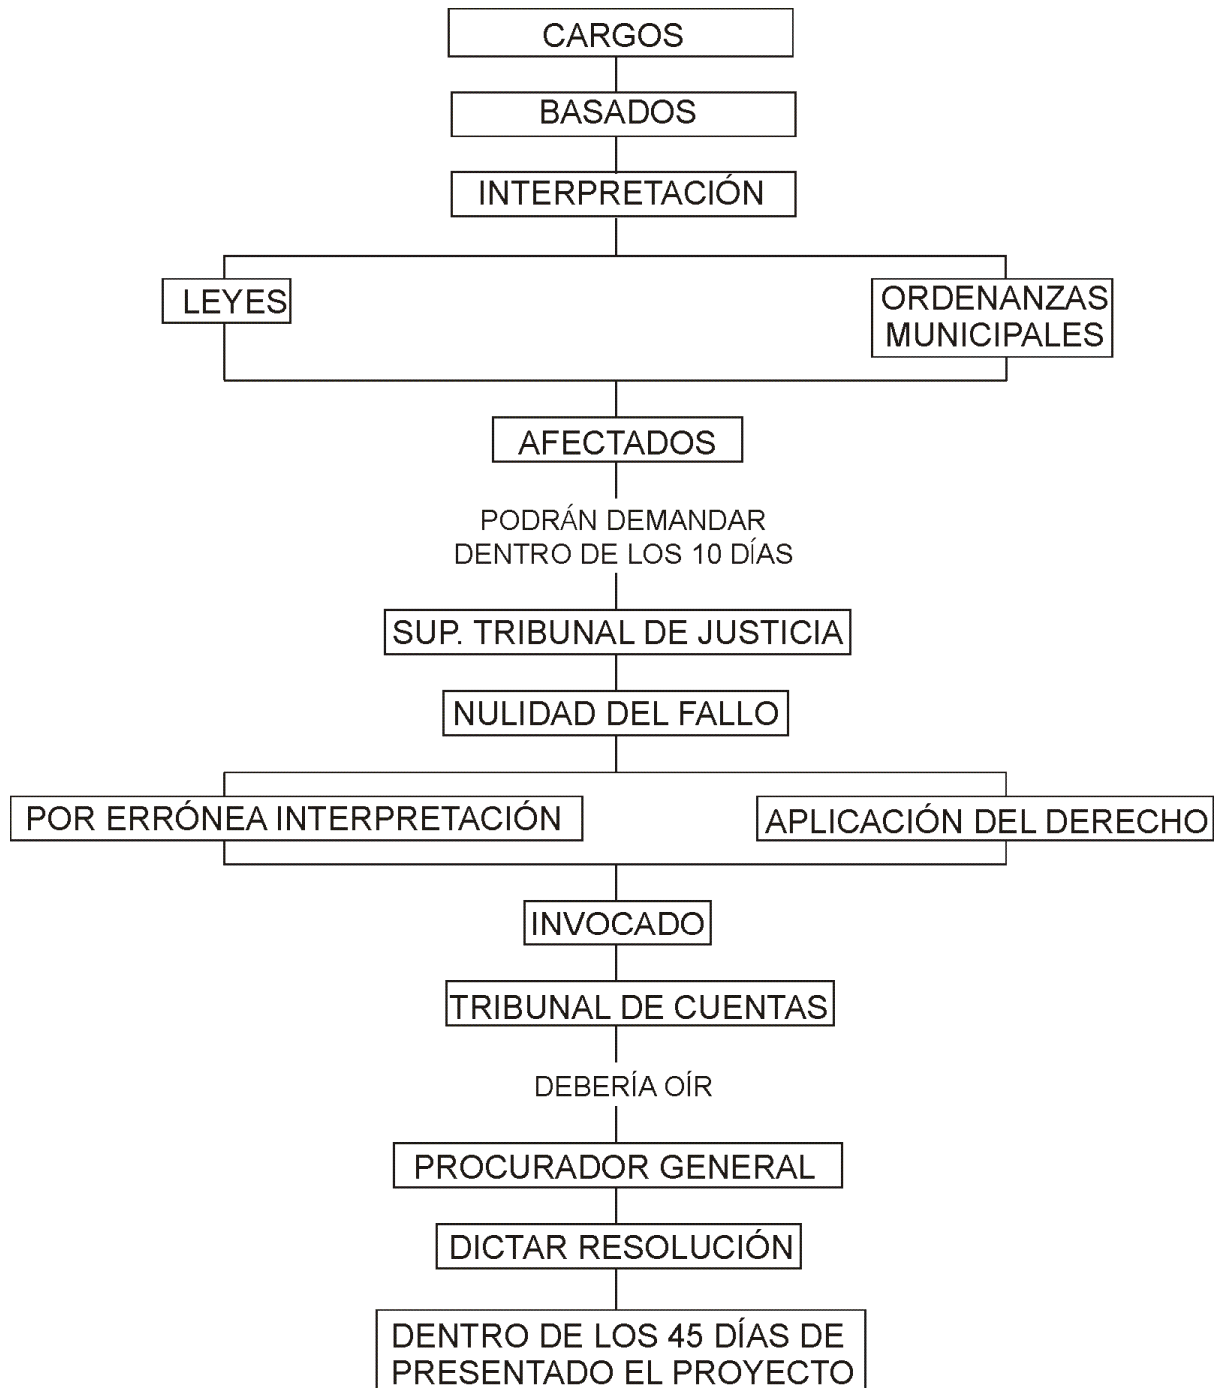 CARGOS
BASADOS
INTERPRETACIÓN
LEYES
ORDENANZAS
MUNICIPALES
AFECTADOS
PODRÁN DEMANDAR
DENTRO DE LOS 10 DÍAS
SUP. TRIBUNAL DE JUSTICIA
NULIDAD DEL FALLO
POR ERRÓNEA INTERPRETACIÓN
APLICACIÓN DEL DERECHO
INVOCADO
TRIBUNAL DE CUENTAS
DEBERÍA OÍR
PROCURADOR GENERAL
DICTAR RESOLUCIÓN
DENTRO DE LOS 45 DÍAS DE
PRESENTADO EL PROYECTO